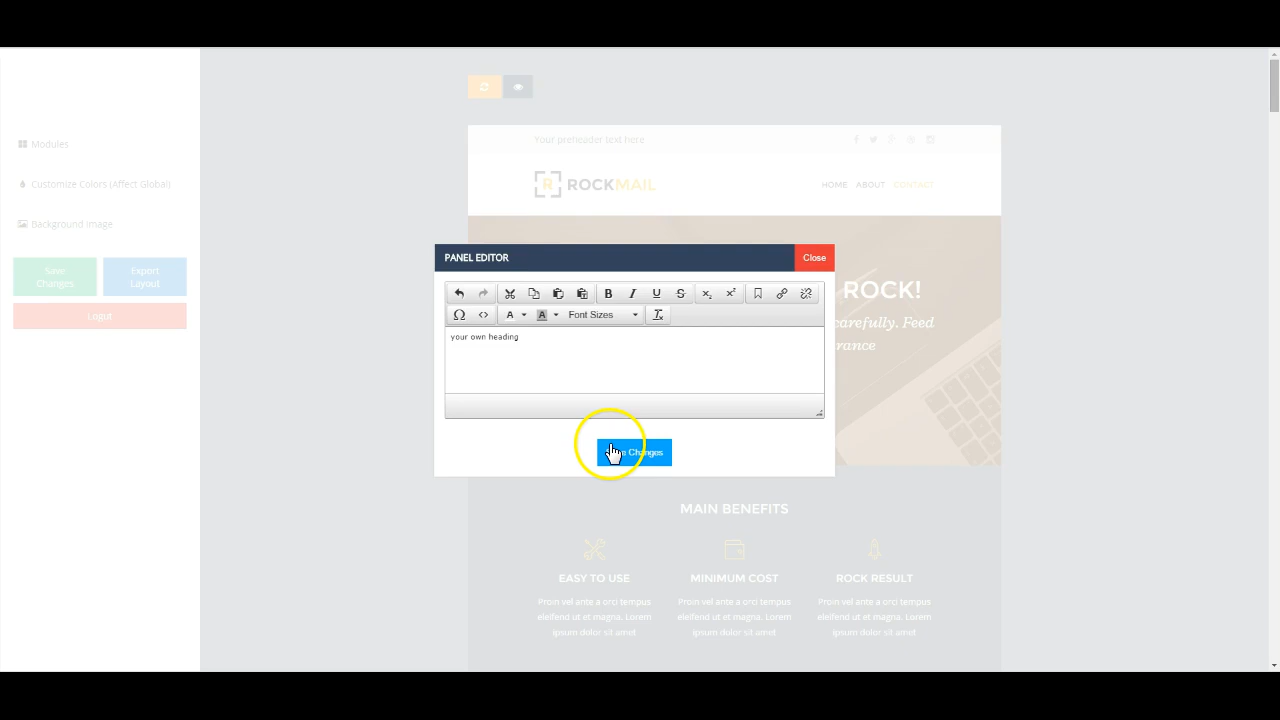 Modules
Customize Colors (Affect Global)
Background Image
Save
Changes
Export
Layout
Logut
Your preheader text here
R ROCKMAIL
HOME ABOUT CONTACT
PANEL EDITOR
Close
Font Sizes
your own heading
Changes
ROCK!
carefully. Feed
MAIN BENEFITS
EASY TO USE
MINIMUM COST
ROCK RESULT
Proin vel ante a orci tempus
eleifend ut et magna. Lorem
ipsum dolor sit amet
Proin vel ante a orci tempus
eleifend ut et magna. Lorem
ipsum dolor sit amet
Proin vel ante a orci tempus
eleifend ut et magna. Lorem
ipsum dolor sit amet